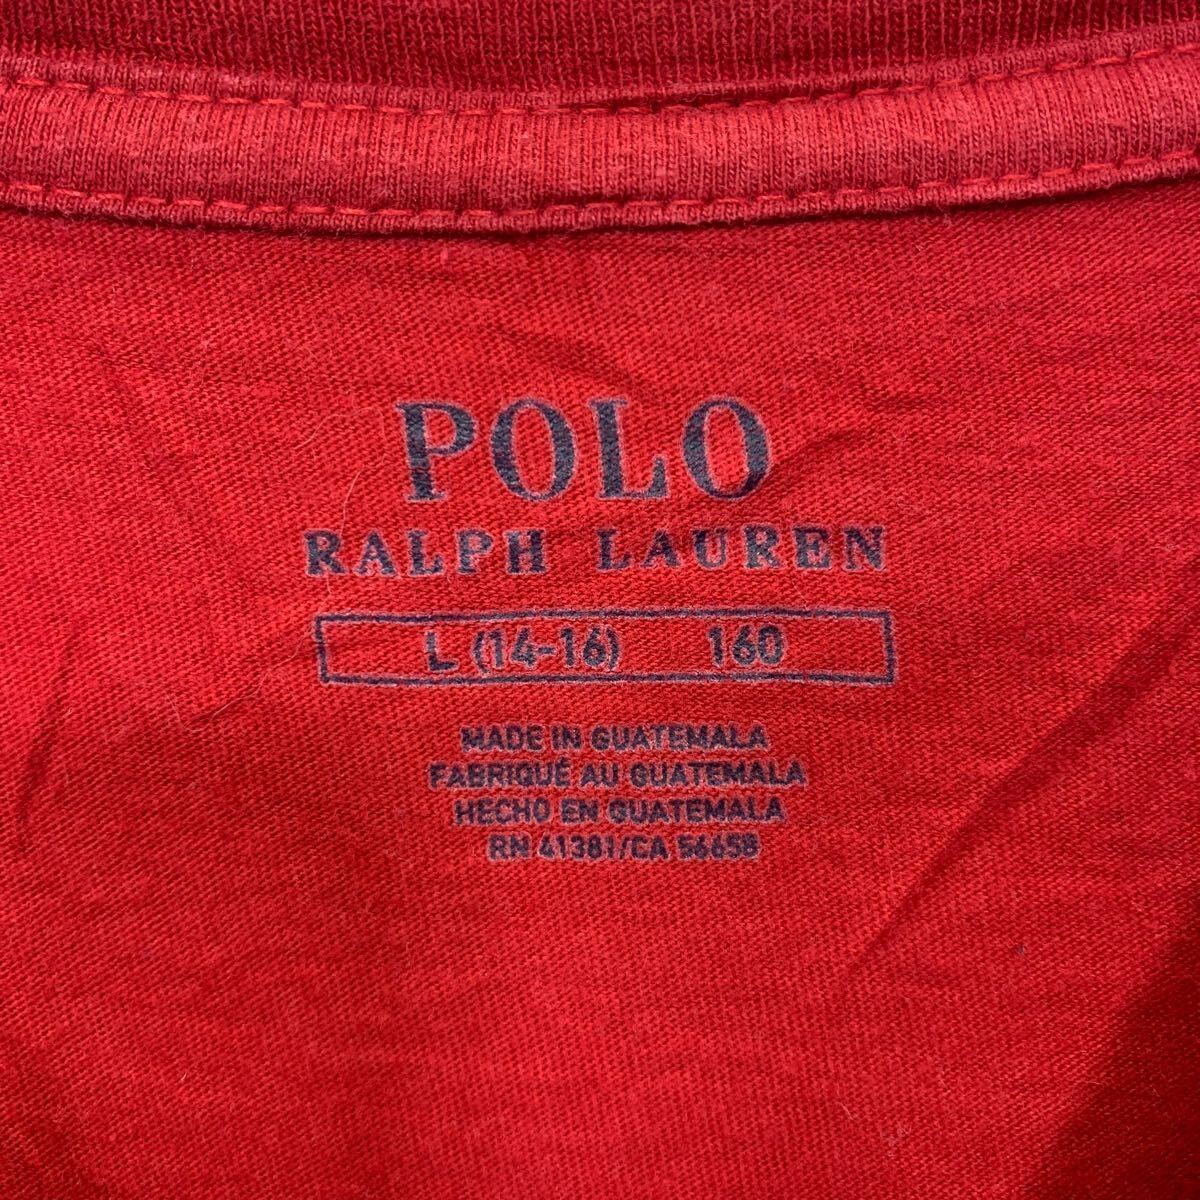 POLO
RALPH LAUREN
L (14-16) 160
MADE IN GUATEMALA
FABRIQUÉ AU GUATEMALA
HECHO EN GUATEMALA
RN 41381/CA 56658